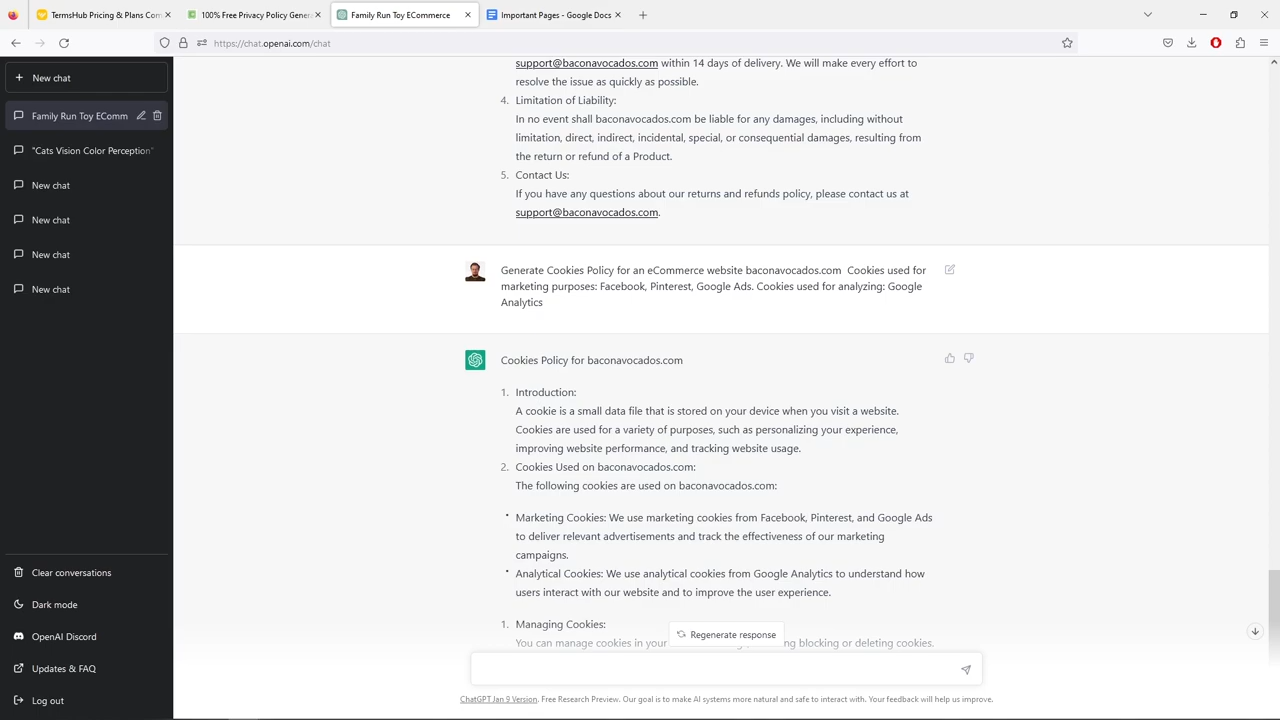 TermsHub Pricing & Plans Com
100% Free Privacy Policy Gener
Family Run Toy ECommerce
Important Pages - Google Docs
https://chat.openai.com/chat
New chat
Family Run Toy EComm
"Cats Vision Color Perception"
New chat
New chat
New chat
New chat
Clear conversations
Dark mode
OpenAI Discord
Updates & FAQ
Log out
support@baconavocados.com within 14 days of delivery. We will make every effort to
resolve the issue as quickly as possible.
4. Limitation of Liability:
In no event shall baconavocados.com be liable for any damages, including without
limitation, direct, indirect, incidental, special, or consequential damages, resulting from
the return or refund of a Product.
5. Contact Us:
If you have any questions about our returns and refunds policy, please contact us at
support@baconavocados.com.
Generate Cookies Policy for an eCommerce website baconavocados.com  Cookies used for
marketing purposes: Facebook, Pinterest, Google Ads. Cookies used for analyzing: Google
Analytics
Cookies Policy for baconavocados.com
1. Introduction:
A cookie is a small data file that is stored on your device when you visit a website.
Cookies are used for a variety of purposes, such as personalizing your experience,
improving website performance, and tracking website usage.
2. Cookies Used on baconavocados.com:
The following cookies are used on baconavocados.com:
• Marketing Cookies: We use marketing cookies from Facebook, Pinterest, and Google Ads
to deliver relevant advertisements and track the effectiveness of our marketing
campaigns.
• Analytical Cookies: We use analytical cookies from Google Analytics to understand how
users interact with our website and to improve the user experience.
1. Managing Cookies:
You can manage cookies in your blocking or deleting cookies.
Regenerate response
ChatGPT Jan 9 Version. Free Research Preview. Our goal is to make AI systems more natural and safe to interact with. Your feedback will help us improve.